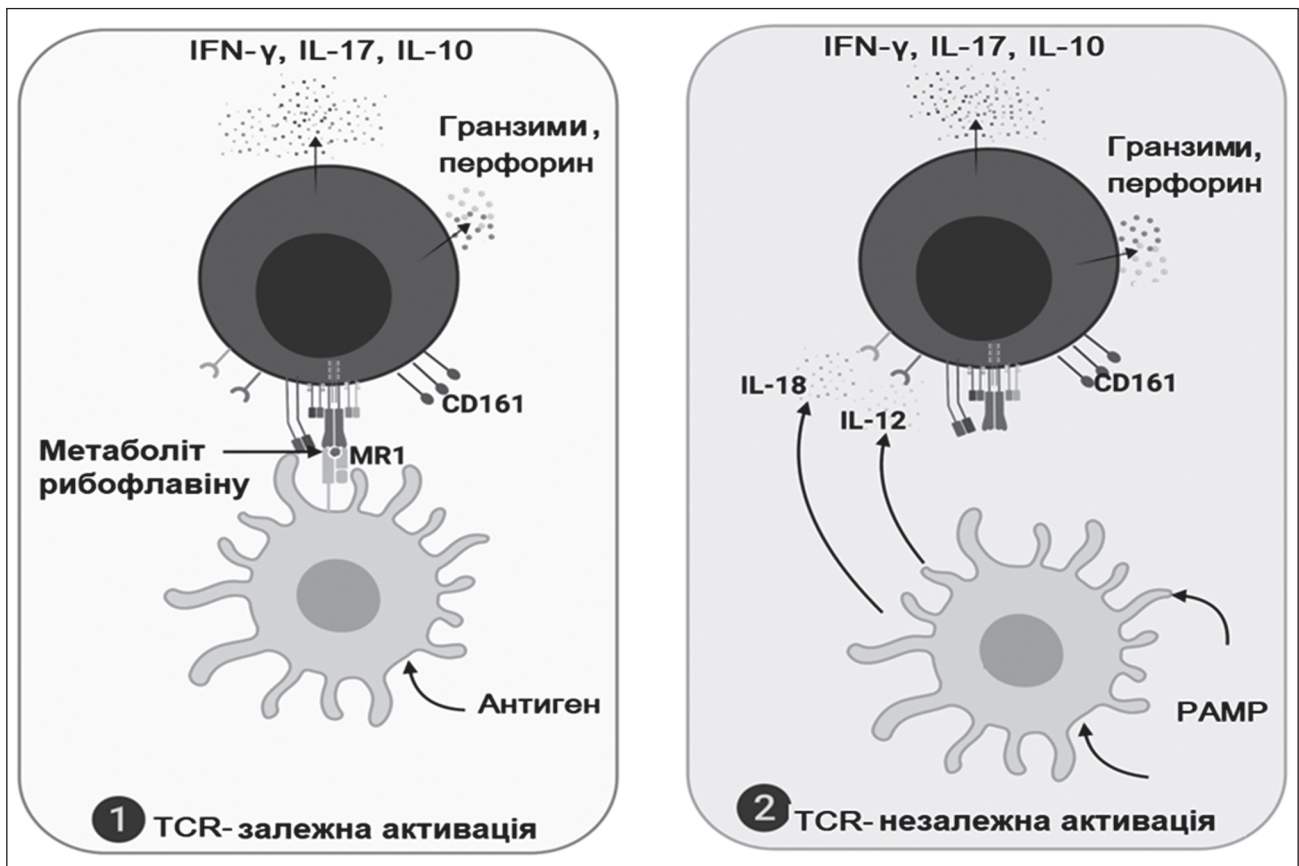 IFN-γ, IL-17, IL-10
Гранзими,
перфорин
CD161
Метаболіт
рибофлавіну
MR1
Антиген
1 TCR-залежна активація
IFN-γ, IL-17, IL-10
Гранзими,
перфорин
IL-18
CD161
IL-12
PAMP
2 TCR-незалежна активація